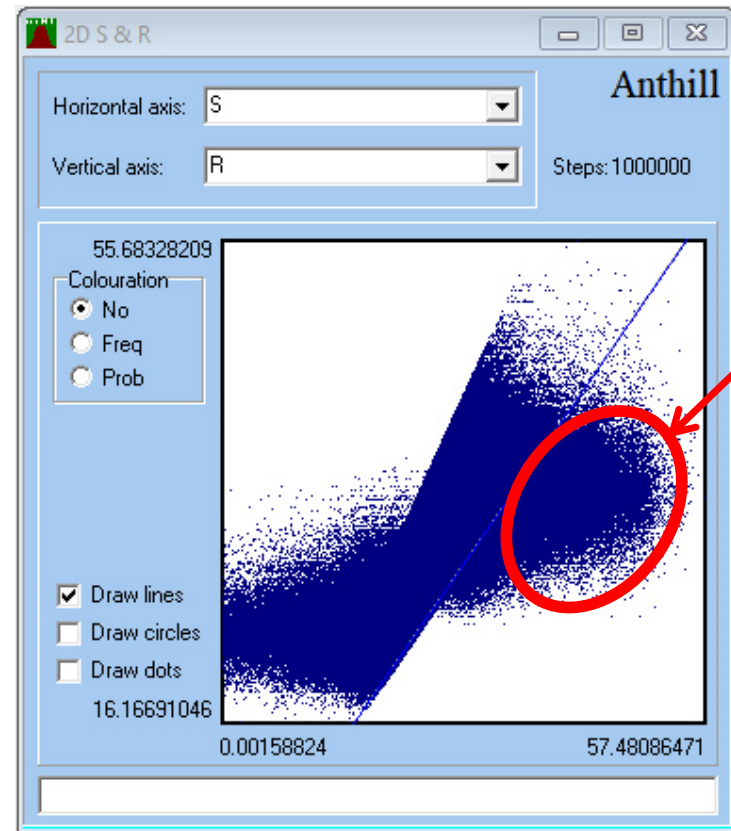 2D S & R
Anthill
Horizontal axis: S
Vertical axis: R
Steps: 1000000
55.68328209
Colouration
No
Freq
Prob
Draw lines
Draw circles
Draw dots
16.16691046
0.00158824 57.48086471